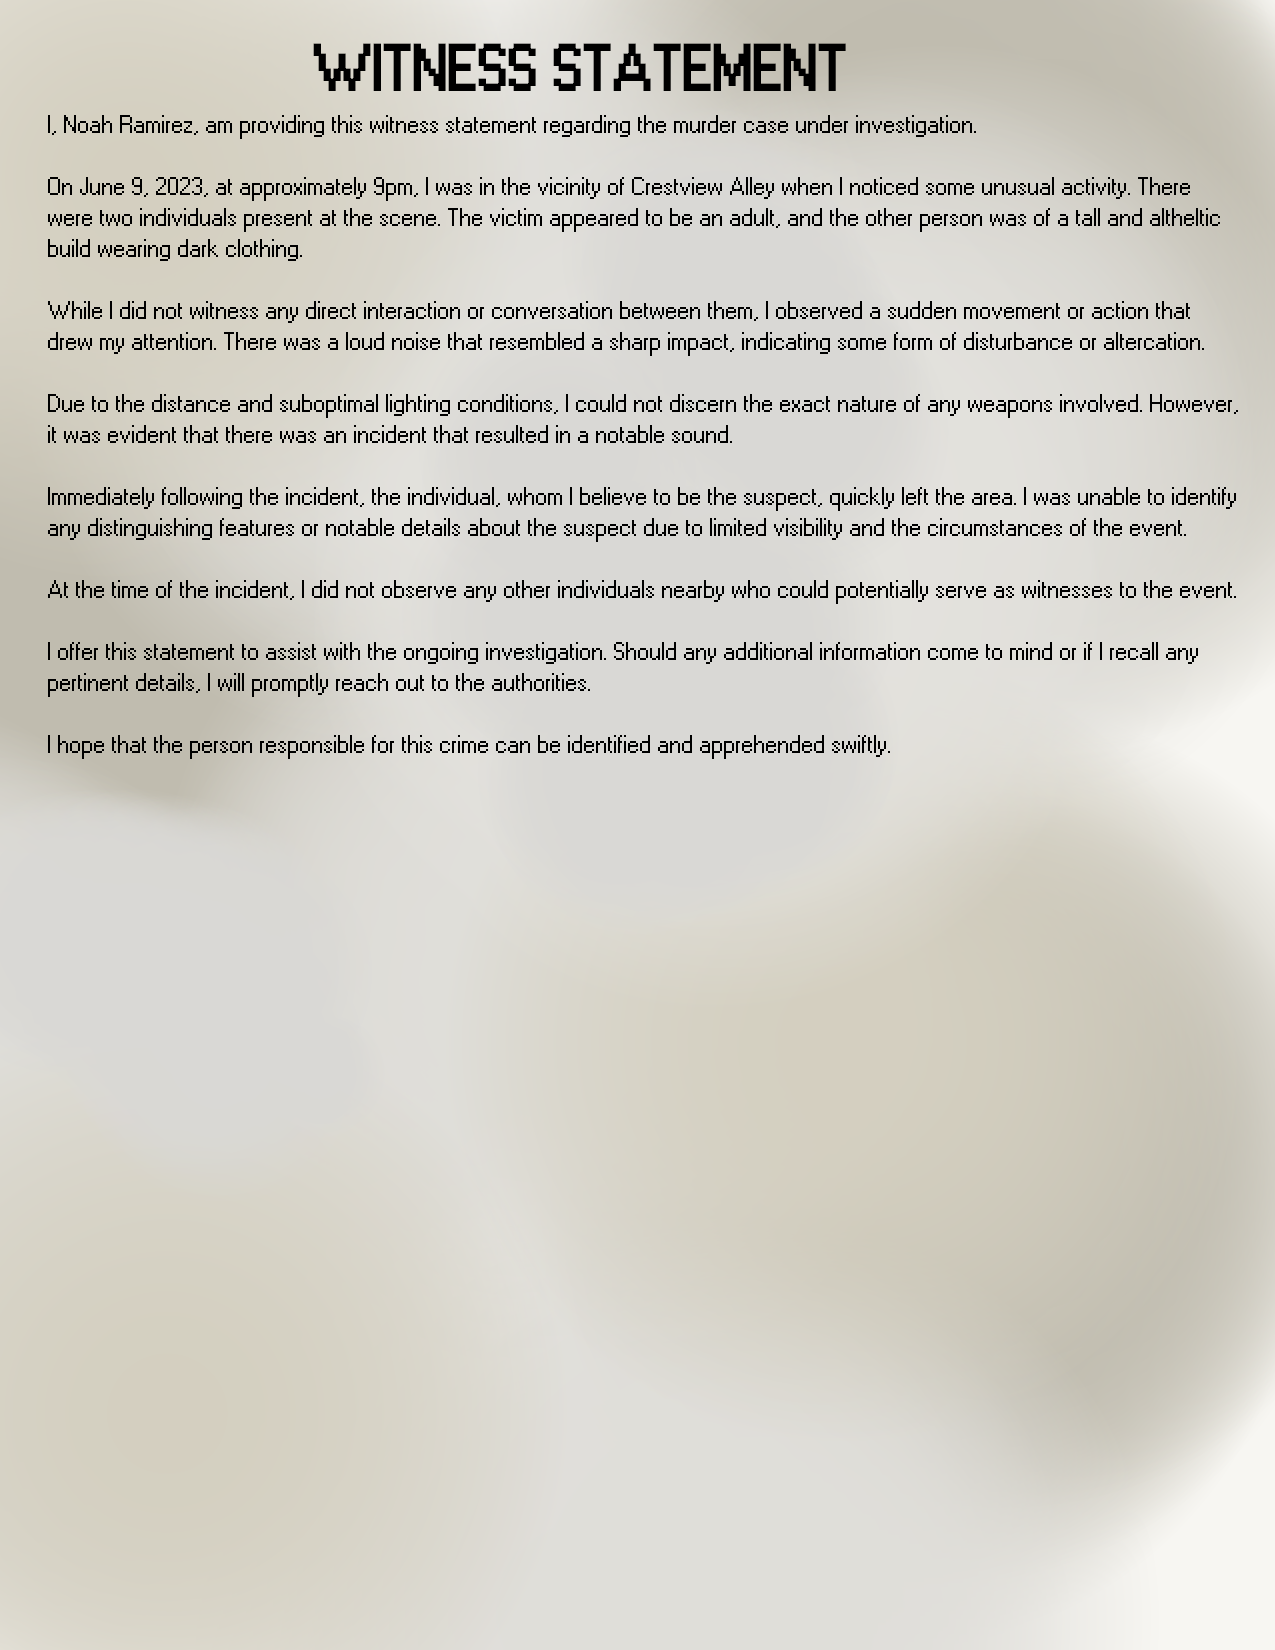 WITNESS STATEMENT
I, Noah Ramirez, am providing this witness statement regarding the murder case under investigation.
On June 9, 2023, at approximately 9pm, I was in the vicinity of Crestview Alley when I noticed some unusual activity. There
were two individuals present at the scene. The victim appeared to be an adult, and the other person was of a tall and altheltic
build wearing dark clothing.
While I did not witness any direct interaction or conversation between them, I observed a sudden movement or action that
drew my attention. There was a loud noise that resembled a sharp impact, indicating some form of disturbance or altercation.
Due to the distance and suboptimal lighting conditions, I could not discern the exact nature of any weapons involved. However,
it was evident that there was an incident that resulted in a notable sound.
Immediately following the incident, the individual, whom I believe to be the suspect, quickly left the area. I was unable to identify
any distinguishing features or notable details about the suspect due to limited visibility and the circumstances of the event.
At the time of the incident, I did not observe any other individuals nearby who could potentially serve as witnesses to the event.
I offer this statement to assist with the ongoing investigation. Should any additional information come to mind or if I recall any
pertinent details, I will promptly reach out to the authorities.
I hope that the person responsible for this crime can be identified and apprehended swiftly.